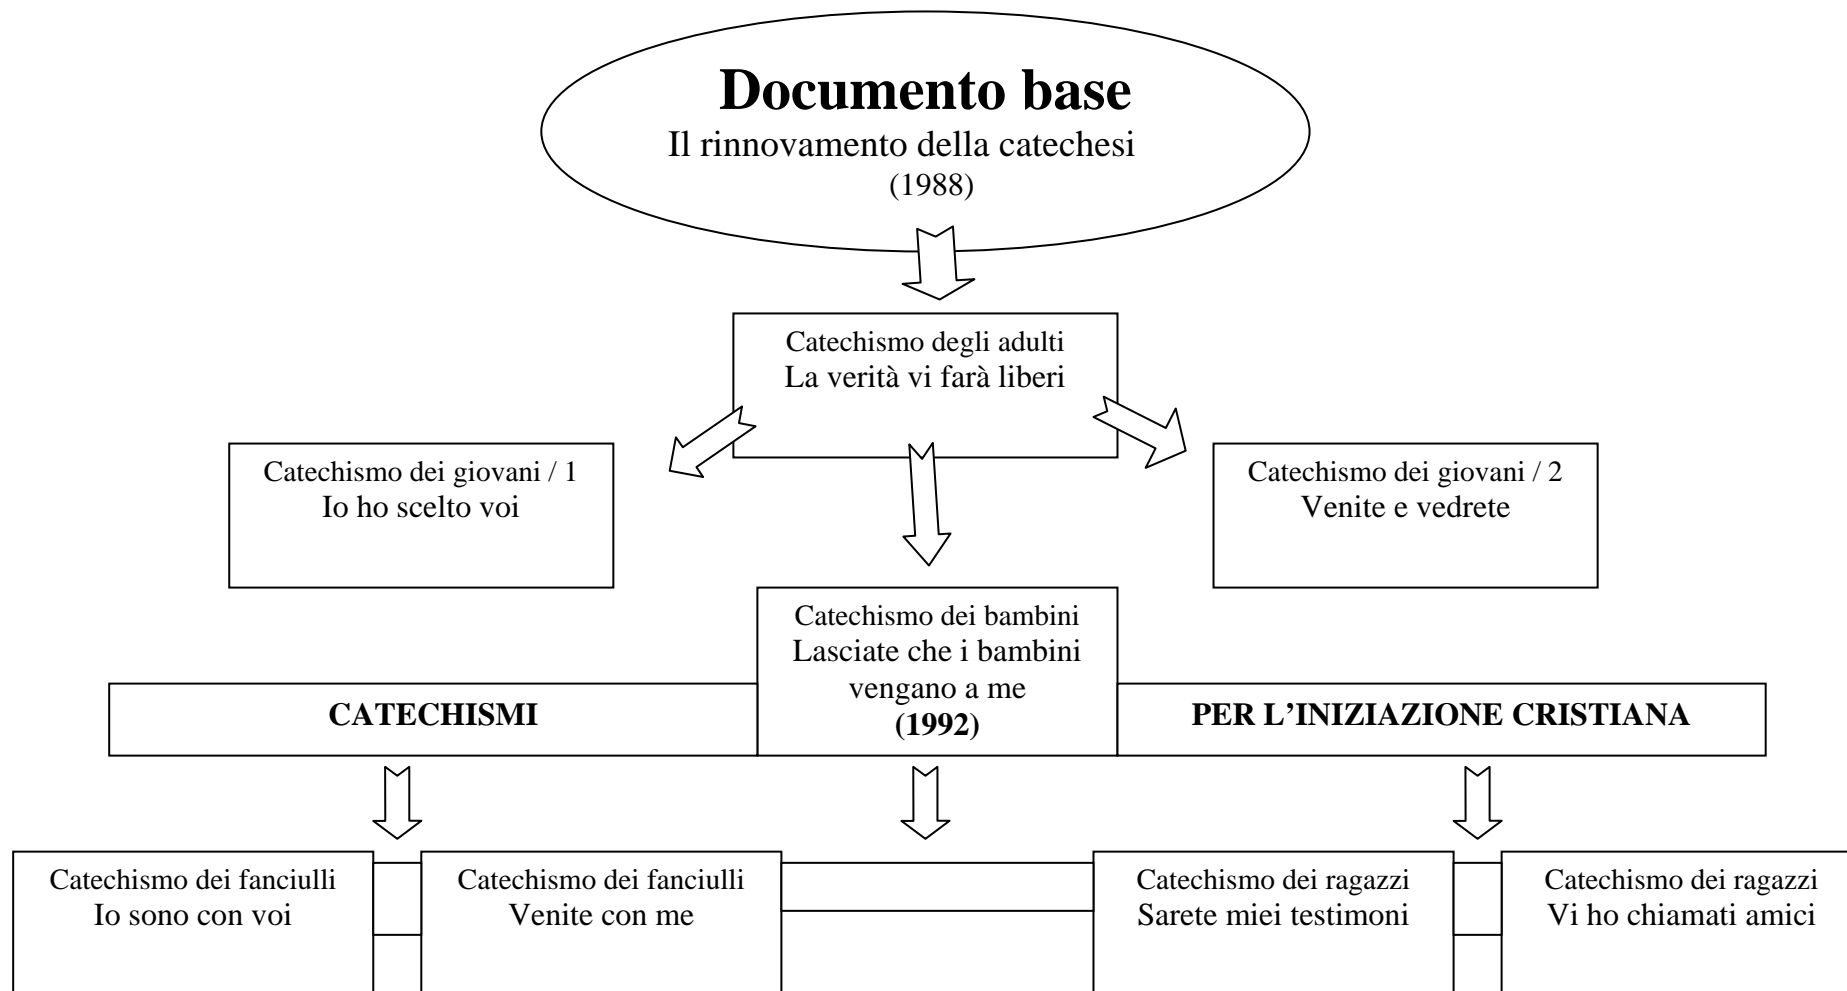 Documento base
Il rinnovamento della catechesi
(1988)
Catechismo degli adulti
La verità vi farà liberi
Catechismo dei giovani / 1
Io ho scelto voi
Catechismo dei giovani / 2
Venite e vedrete
Catechismo dei bambini
Lasciate che i bambini
vengano a me
(1992)
CATECHISMI
PER L'INIZIAZIONE CRISTIANA
Catechismo dei fanciulli
Io sono con voi
Catechismo dei fanciulli
Venite con me
Catechismo dei ragazzi
Sarete miei testimoni
Catechismo dei ragazzi
Vi ho chiamati amici